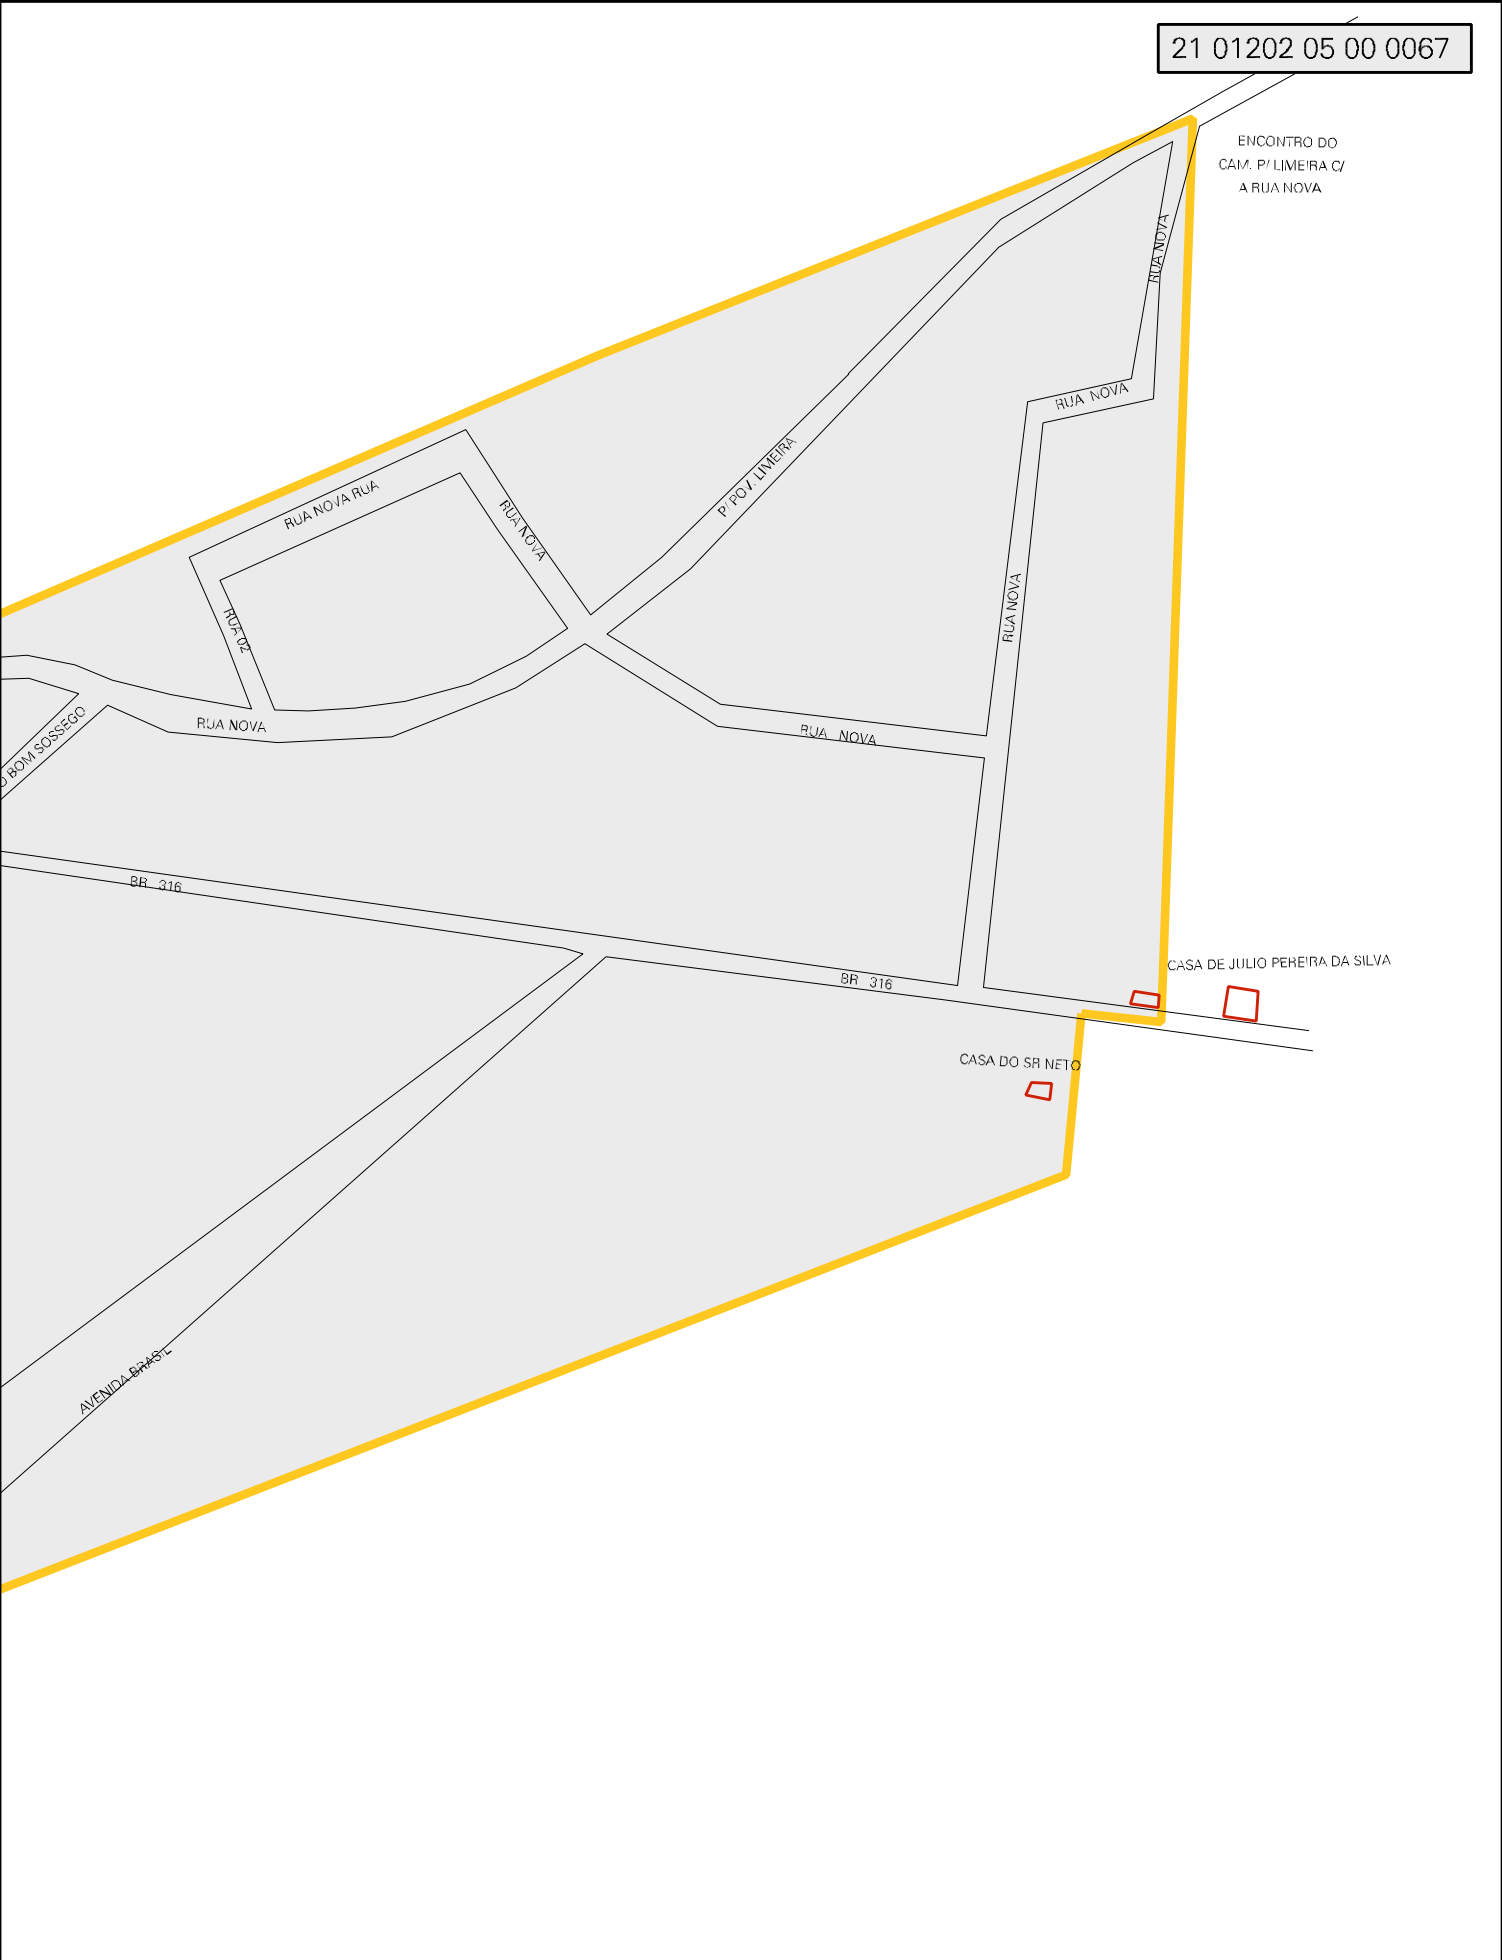 21 01202 05 00 0067
ENCONTRO DO
CAM. P/ LIMEIRA C/
A RUA NOVA
RUA NOVA
RUA NOVA
P/ POV. LIMEIRA
RUA NOVA RUA
RUA NOVA
RUA NOVA
RUA 02
RUA NOVA
RUA NOVA
O BOM SOSSEGO
BR 316
BR 316
CASA DE JULIO PEREIRA DA SILVA
CASA DO SR NETO
AVENIDA BRASIL